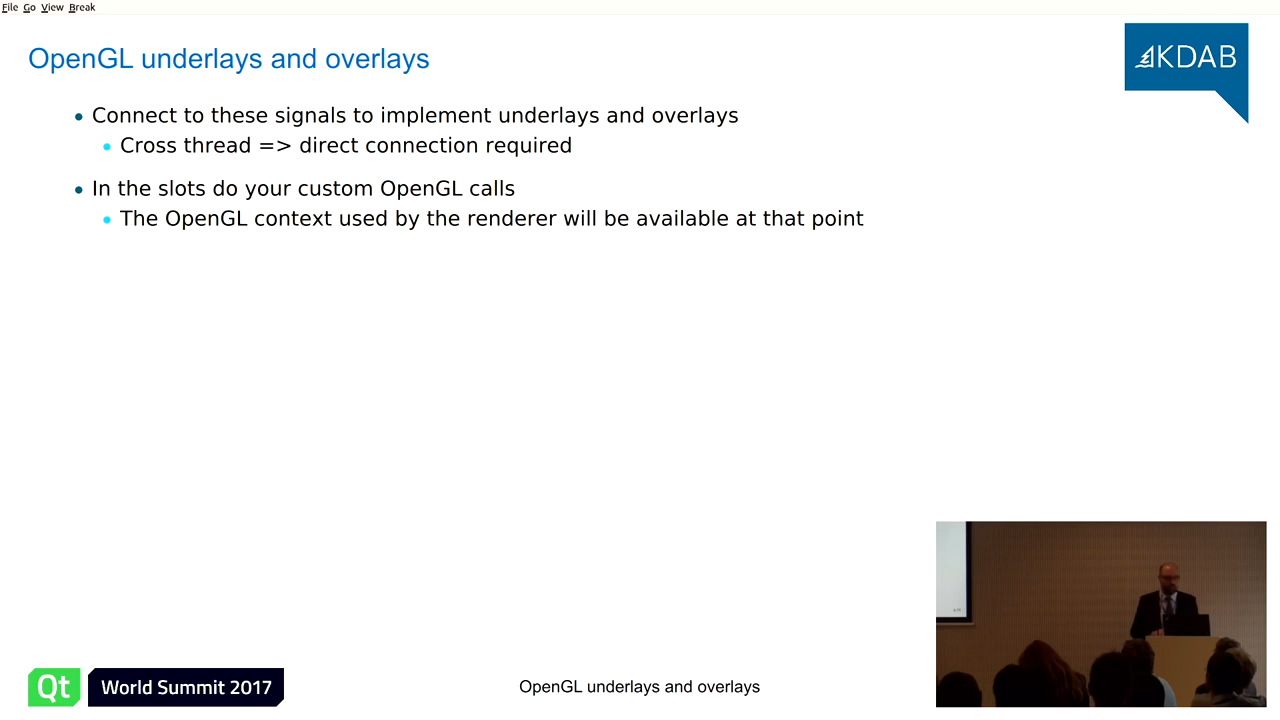 File Go View Break
OpenGL underlays and overlays
KDAB
• Connect to these signals to implement underlays and overlays
• Cross thread => direct connection required
• In the slots do your custom OpenGL calls
• The OpenGL context used by the renderer will be available at that point
Qt World Summit 2017
OpenGL underlays and overlays